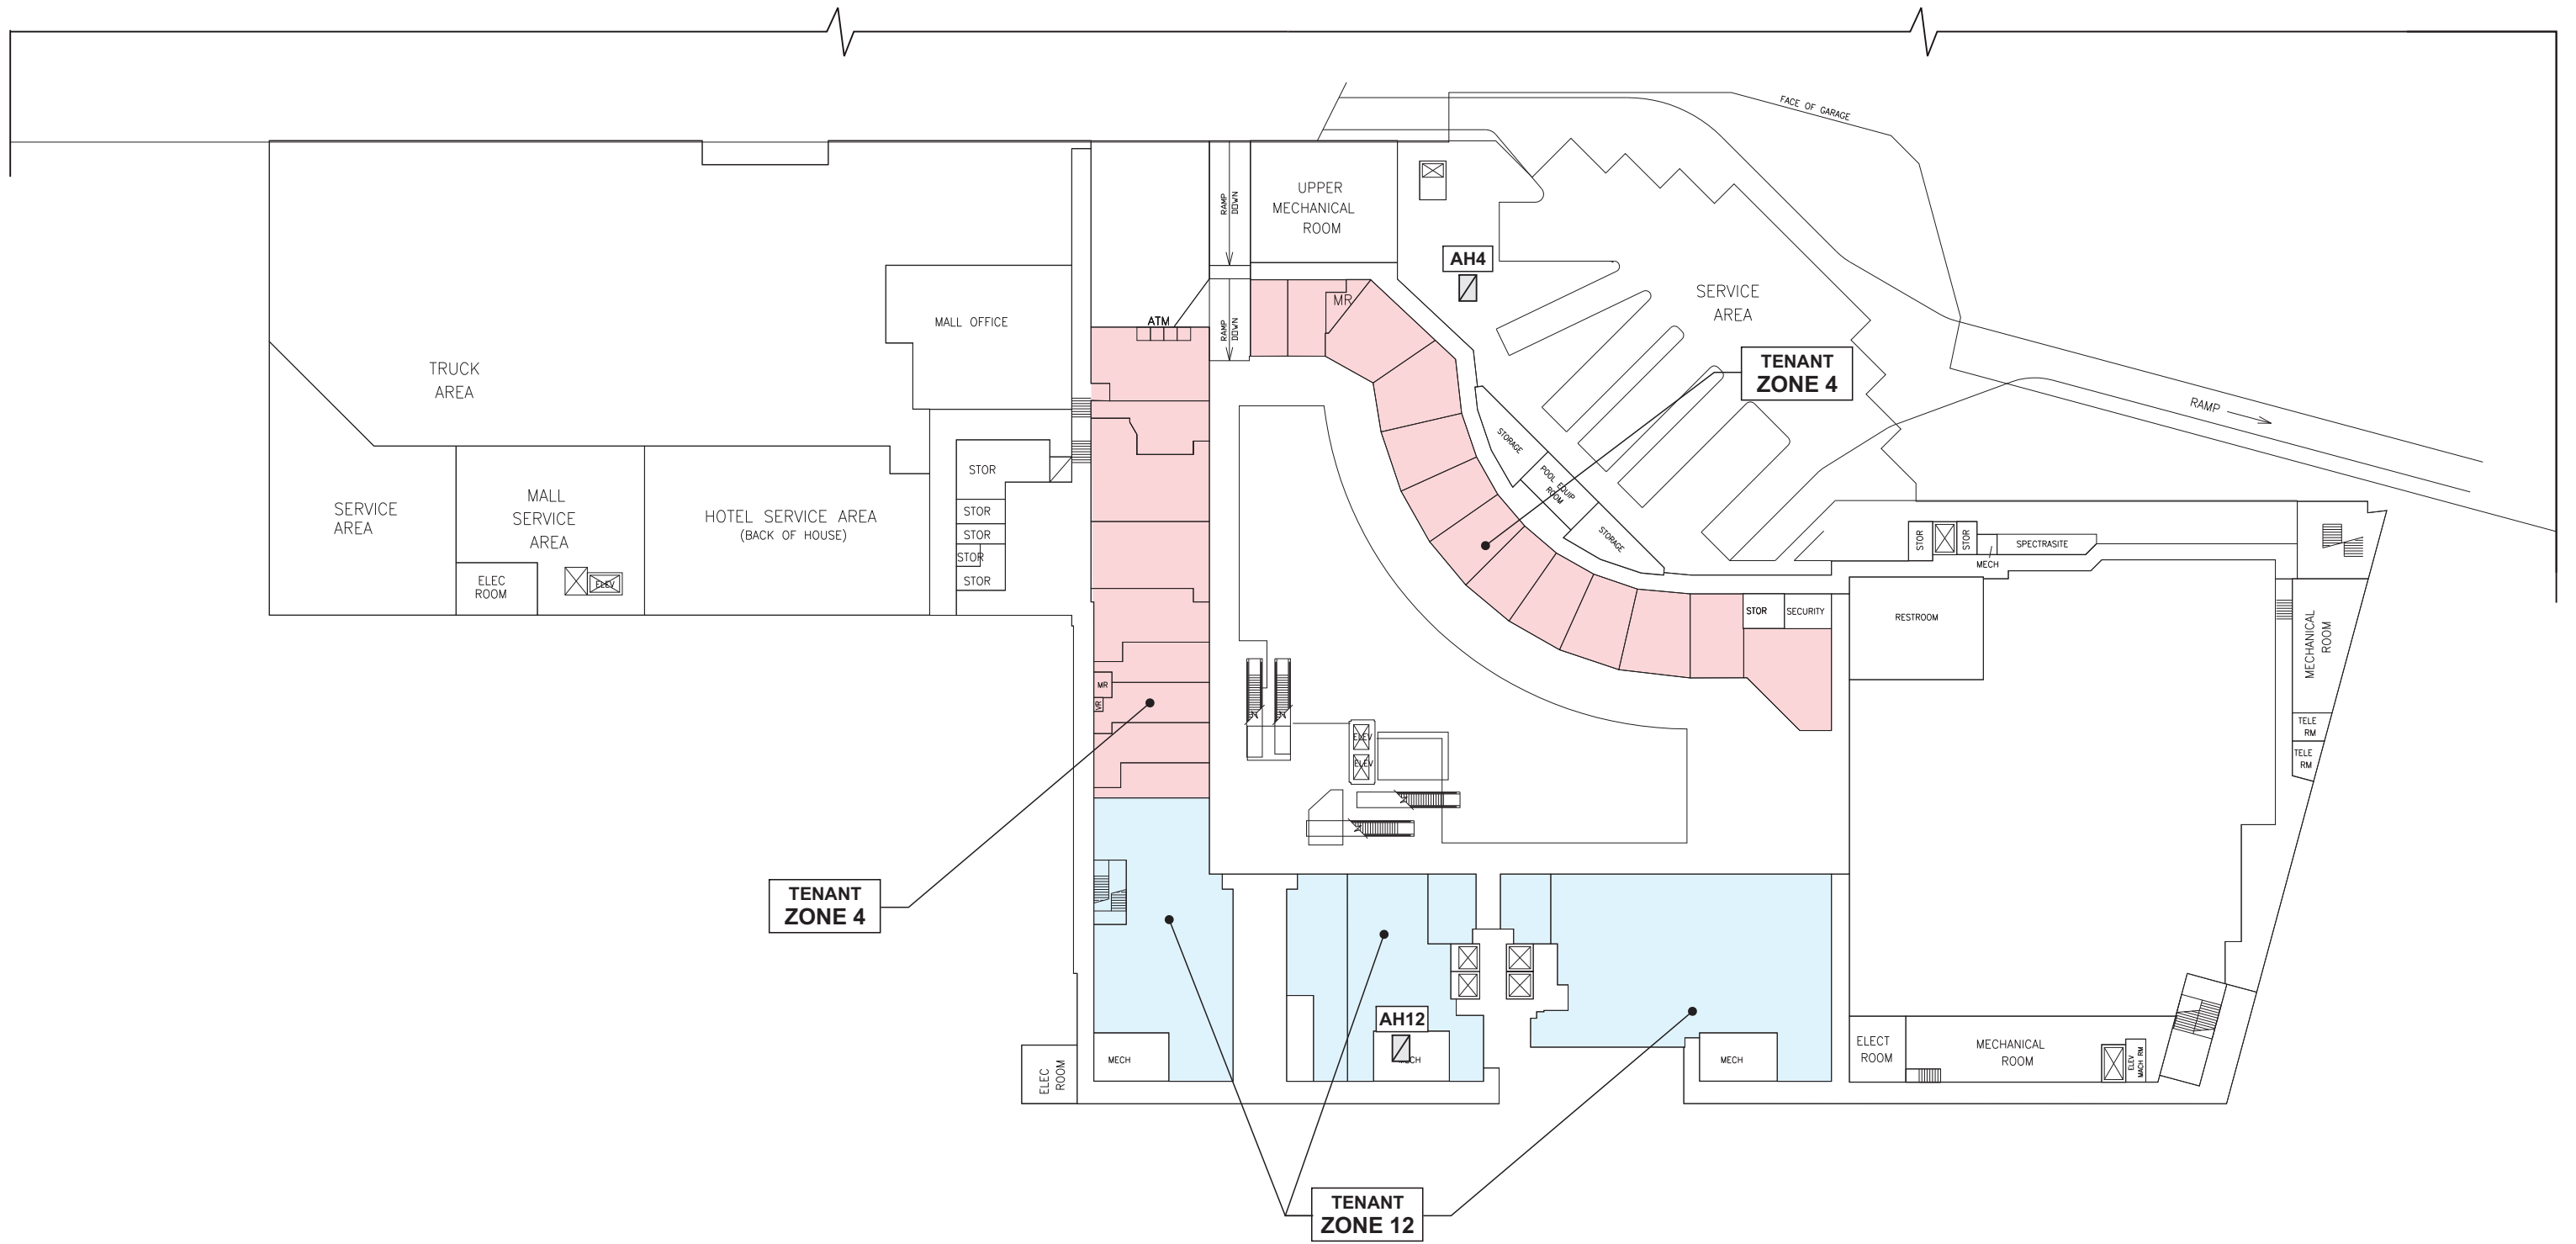 FACE OF GARAGE
UPPER
MECHANICAL
ROOM
RAMP
DOWN
AH4
SERVICE
AREA
MR
RAMP
DOWN
ATM
MALL OFFICE
TRUCK
AREA
TENANT
ZONE 4
RAMP
STORAGE
POOL EQUIP
ROOM
STORAGE
STOR
STOR
STOR
STOR
STOR
SERVICE
AREA
MALL
SERVICE
AREA
HOTEL SERVICE AREA
(BACK OF HOUSE)
ELEC
ROOM
ELEV
STOR
STOR
SPECTRASITE
MECH
STOR
SECURITY
RESTROOM
MECHANICAL
ROOM
MR
VR
TELE
RM
TELE
RM
ELEV
ELEV
TENANT
ZONE 4
AH12
MECH
MECH
MECH
ELEC
ROOM
ELECT
ROOM
MECHANICAL
ROOM
ELEV
MACH RM
TENANT
ZONE 12